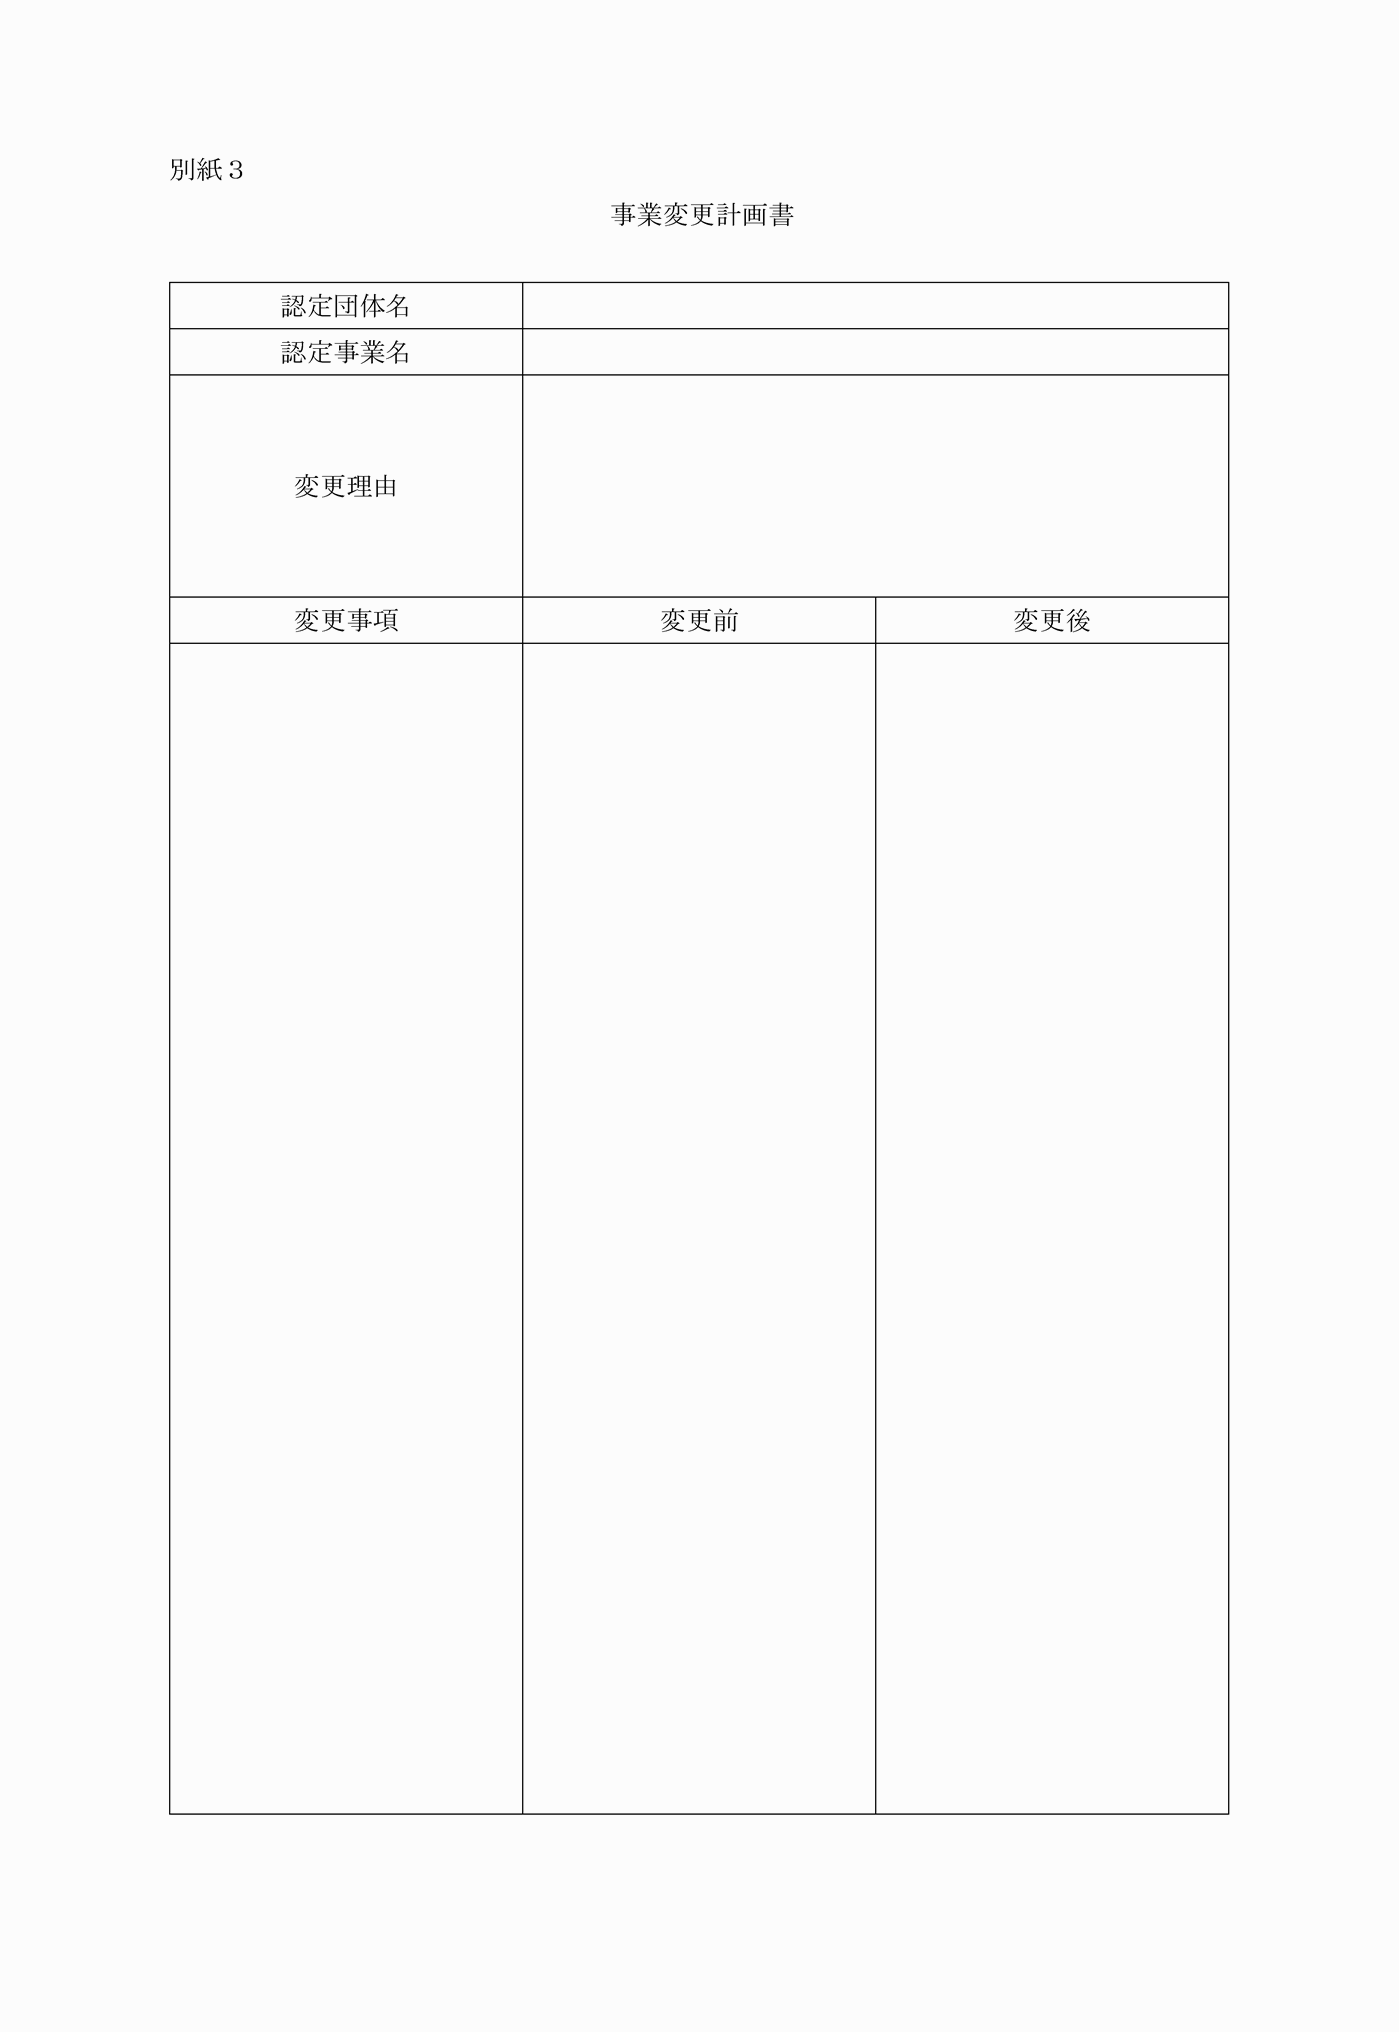 別紙３
事業変更計画書
認定団体名
認定事業名
変更理由
変更事項 変更前 変更後